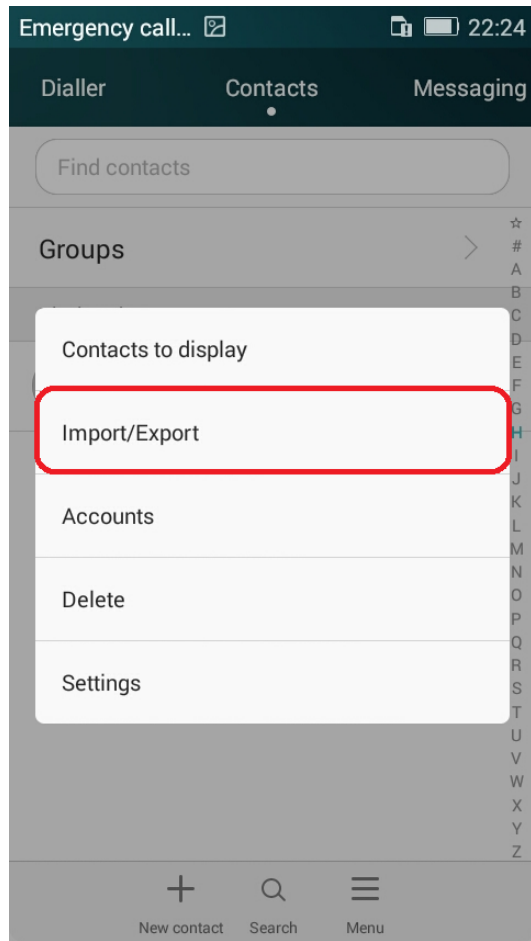 Emergency call... 22:24
Dialler Contacts Messaging
Find contacts
Groups
☆
#
A
B
C
D
E
F
G
H
I
J
K
L
M
N
O
P
Q
R
S
T
U
V
W
X
Y
Z
Contacts to display
Import/Export
Accounts
Delete
Settings
New contact Search Menu